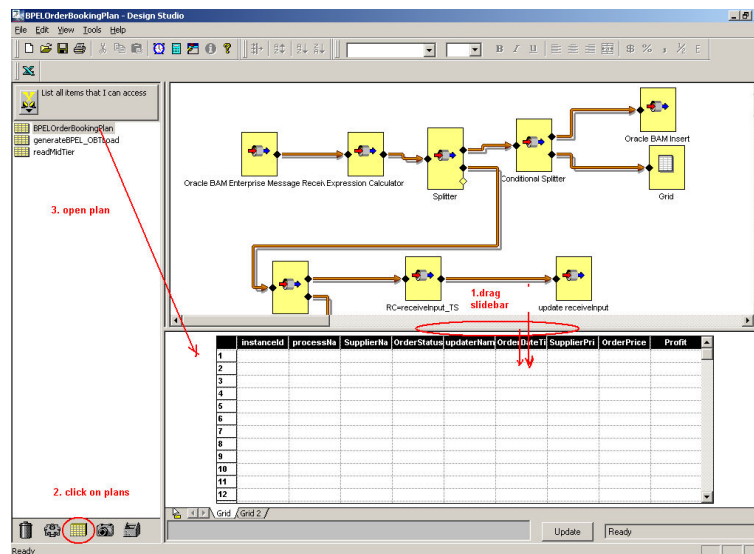 BPELOrderBookingPlan - Design Studio
File Edit View Tools Help
B I U $ % , ½ E
List all items that I can access
BPELOrderBookingPlan
generateBPEL_OBTLoad
readMidTier
3. open plan
2. click on plans
Oracle BAM Insert
Oracle BAM Enterprise Message Receiv Expression Calculator
Splitter
Conditional Splitter
Grid
RC=receiveInput_TS
update receiveInput
1.drag
slidebar
instanceId processNa SupplierNa OrderStatus updaterNam OrderDateTi SupplierPri OrderPrice Profit
1
2
3
4
5
6
7
8
9
10
11
12
Grid Grid 2
Update Ready
Ready